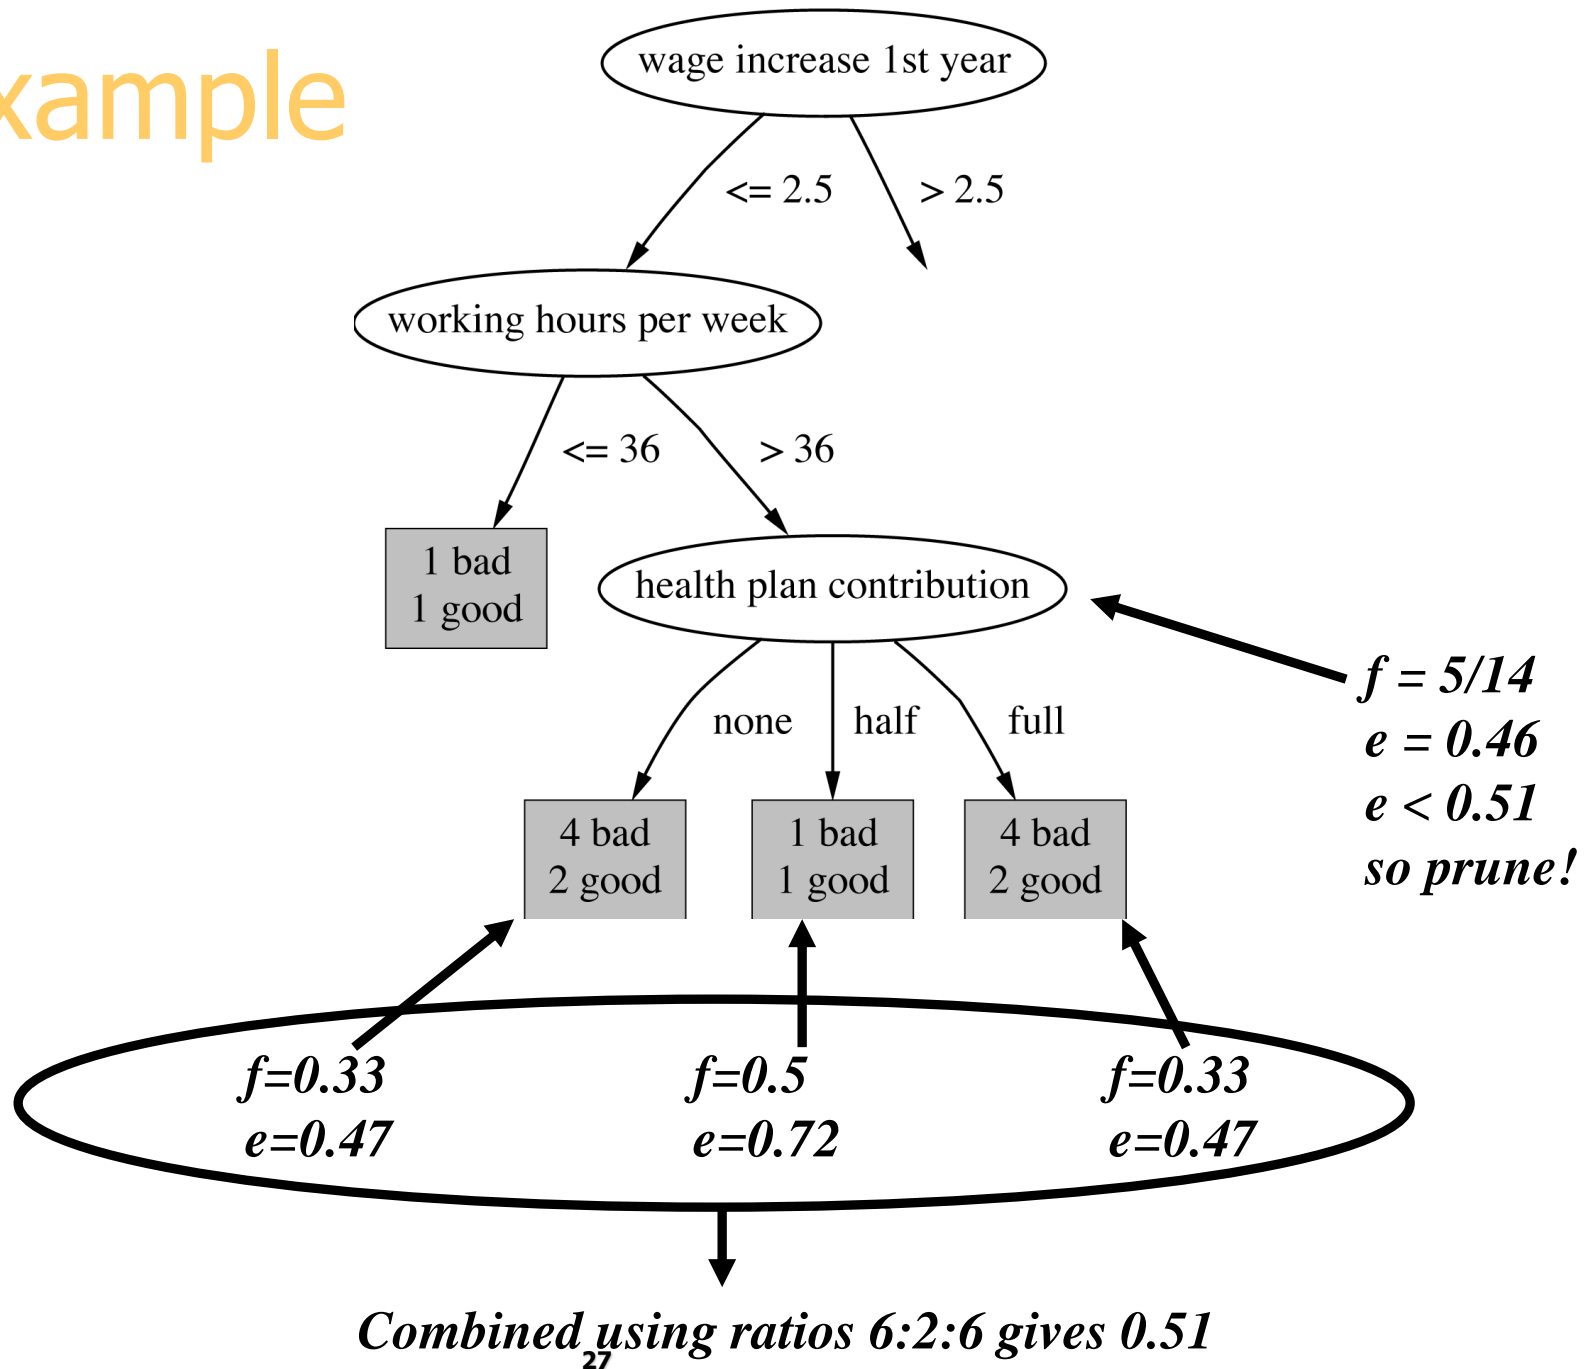 xample
wage increase 1st year
<= 2.5
> 2.5
working hours per week
<= 36
> 36
1 bad
1 good
health plan contribution
none
half
full
4 bad
2 good
1 bad
1 good
4 bad
2 good
f = 5/14
e = 0.46
e < 0.51
so prune!
f=0.33
e=0.47
f=0.5
e=0.72
f=0.33
e=0.47
Combined using ratios 6:2:6 gives 0.51
27